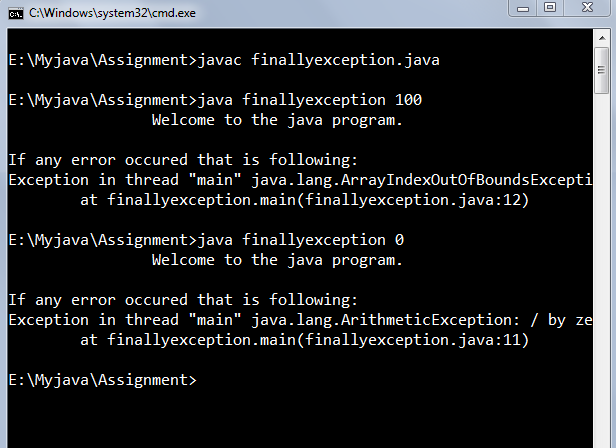 C:\Windows\system32\cmd.exe
E:\Myjava\Assignment>javac finallyexception.java
E:\Myjava\Assignment>java finallyexception 100
Welcome to the java program.
If any error occured that is following:
Exception in thread "main" java.lang.ArrayIndexOutOfBoundsExcepti
at finallyexception.main(finallyexception.java:12)
E:\Myjava\Assignment>java finallyexception 0
Welcome to the java program.
If any error occured that is following:
Exception in thread "main" java.lang.ArithmeticException: / by ze
at finallyexception.main(finallyexception.java:11)
E:\Myjava\Assignment>